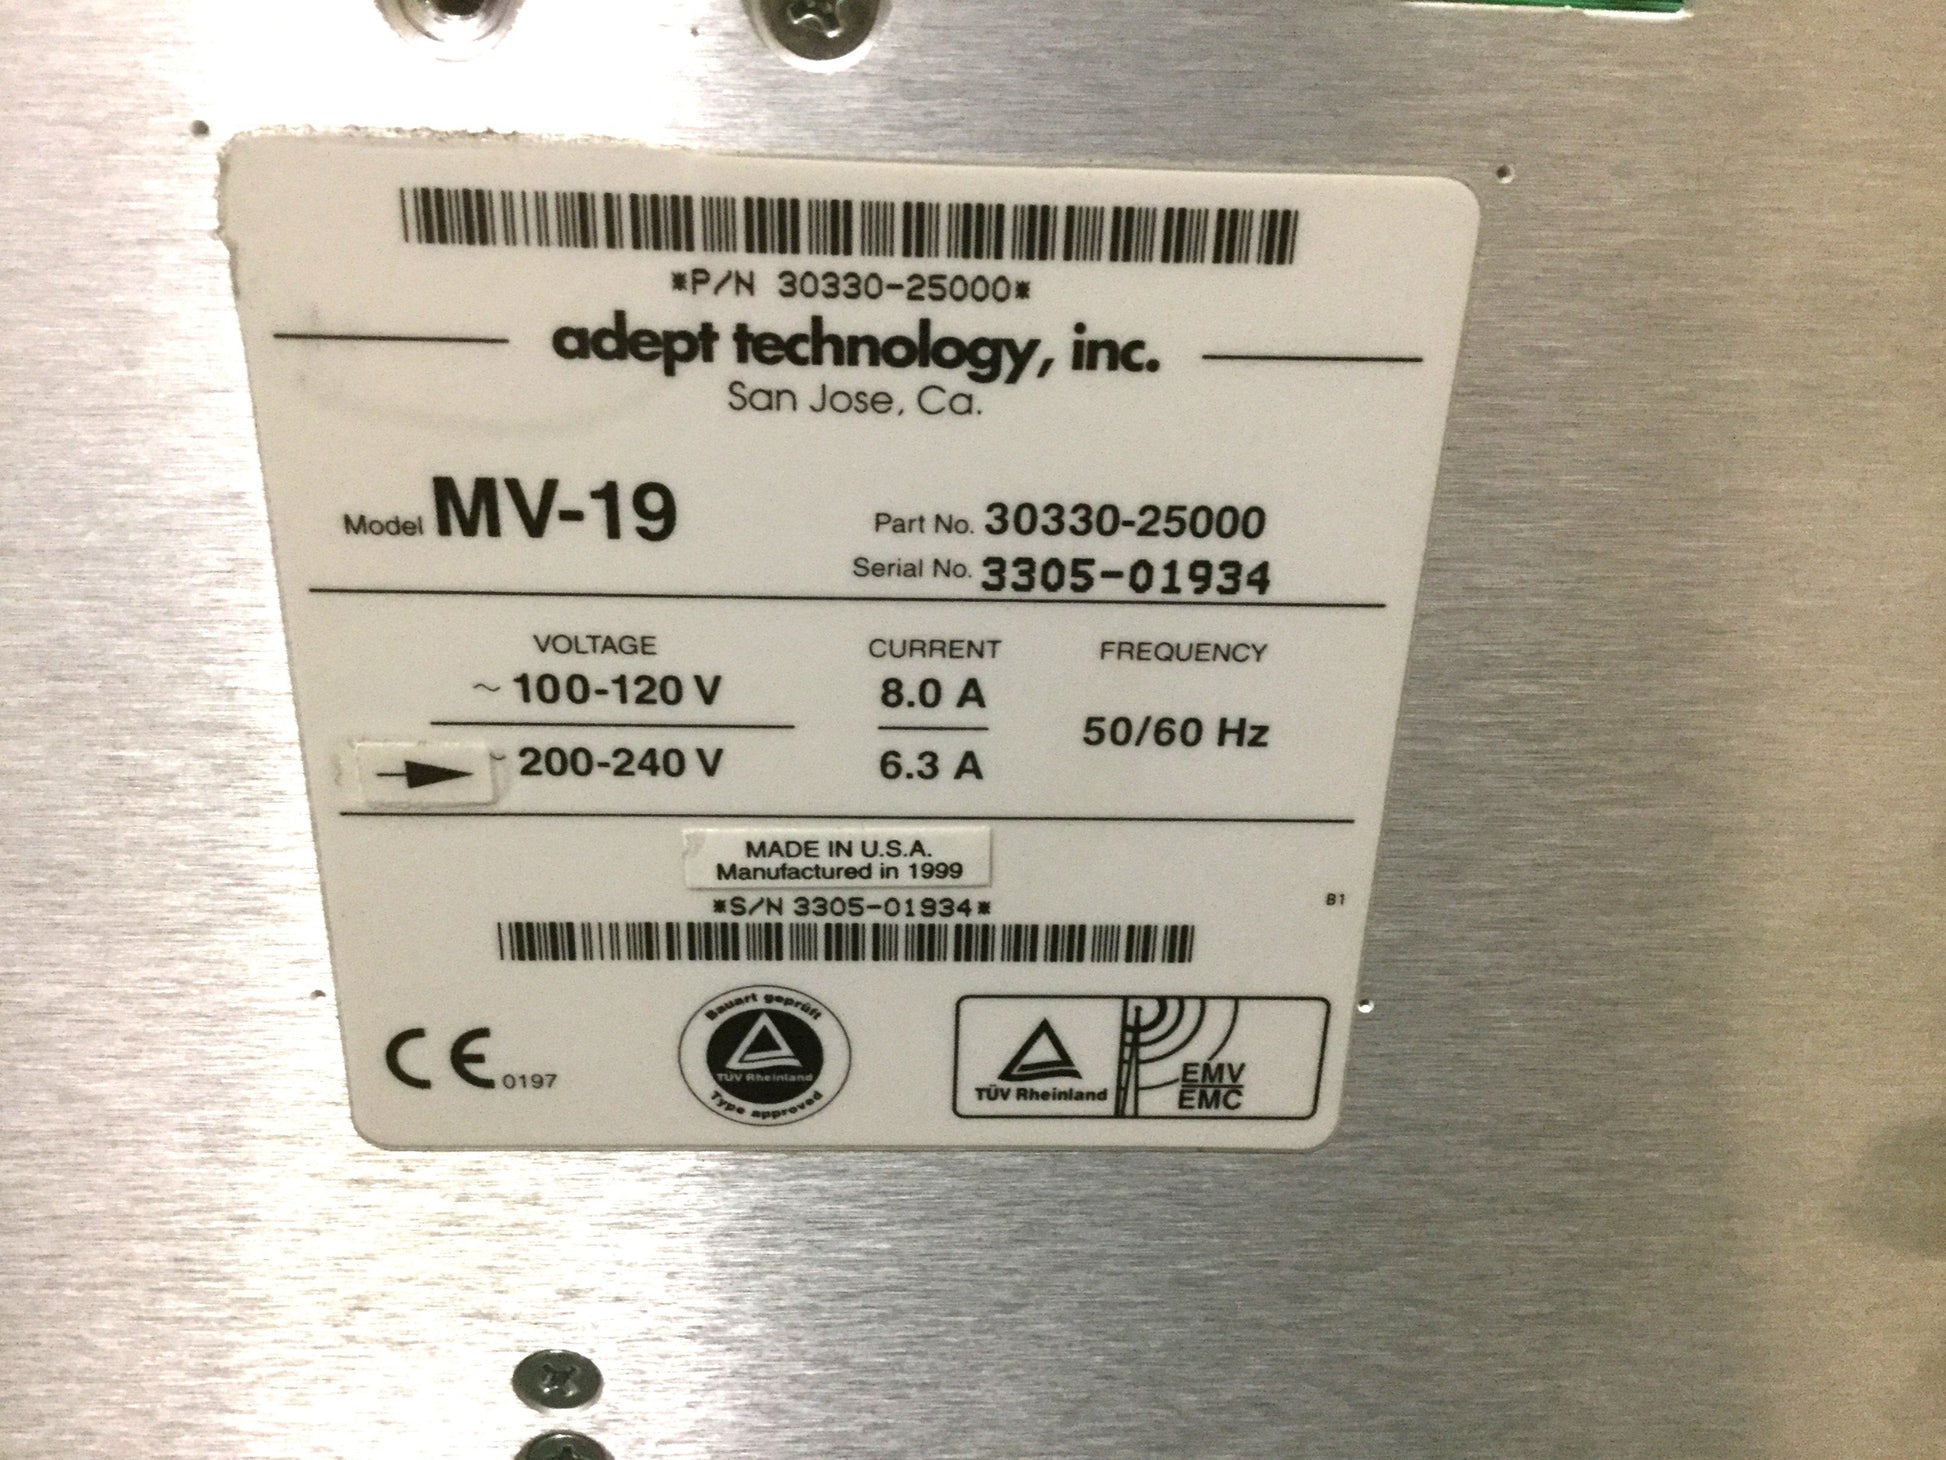 *P/N 30330-25000*
adept technology, inc.
San Jose, Ca.
Model MV-19
Part No. 30330-25000
Serial No. 3305-01934
VOLTAGE CURRENT FREQUENCY
~ 100-120 V 8.0 A
50/60 Hz
~ 200-240 V 6.3 A
MADE IN U.S.A.
Manufactured in 1999
*S/N 3305-01934*
B1
CE 0197
Bauart geprüft
TÜV Rheinland
Type approved
TÜV Rheinland
EMV
EMC